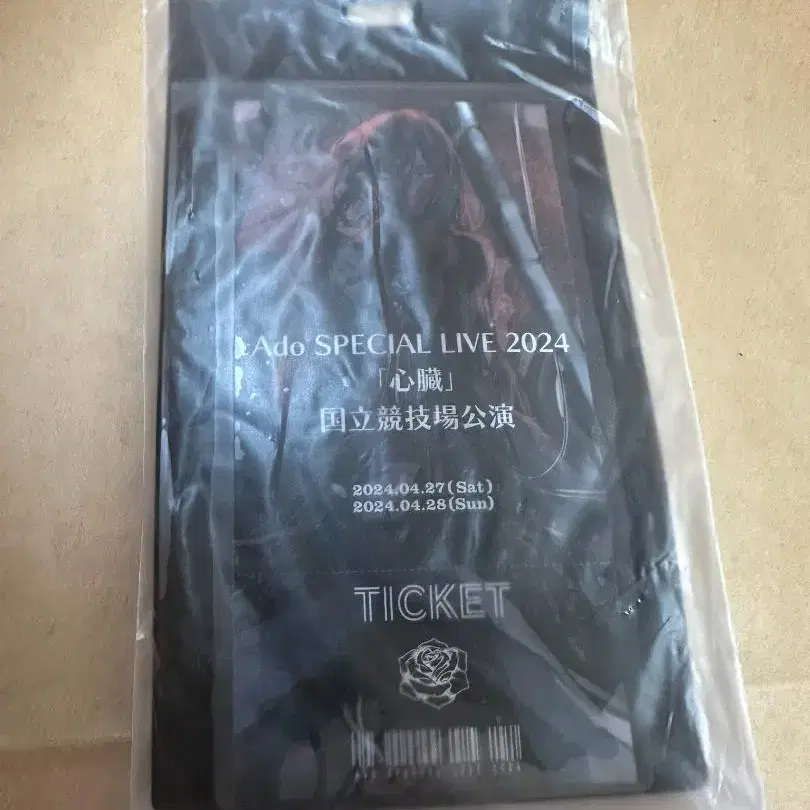 Ado SPECIAL LIVE 2024
「心臓」
国立競技場公演
2024.04.27(Sat)
2024.04.28(Sun)
TICKET